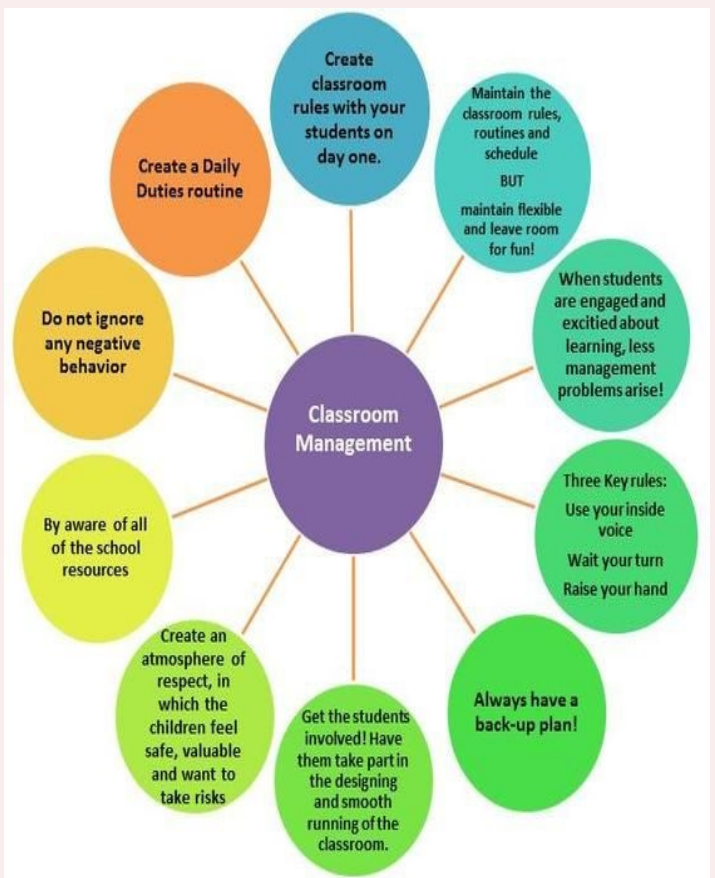 Create
classroom
rules with your
students on
day one.
Maintain the
classroom rules,
routines and
schedule
BUT
maintain flexible
and leave room
for fun!
When students
are engaged and
excitied about
learning, less
management
problems arise!
Three Key rules:
Use your inside
voice
Wait your turn
Raise your hand
Always have a
back-up plan!
Get the students
involved! Have
them take part in
the designing
and smooth
running of the
classroom.
Create an
atmosphere of
respect, in
which the
children feel
safe, valuable
and want to
take risks
By aware of all
of the school
resources
Do not ignore
any negative
behavior
Create a Daily
Duties routine
Classroom
Management